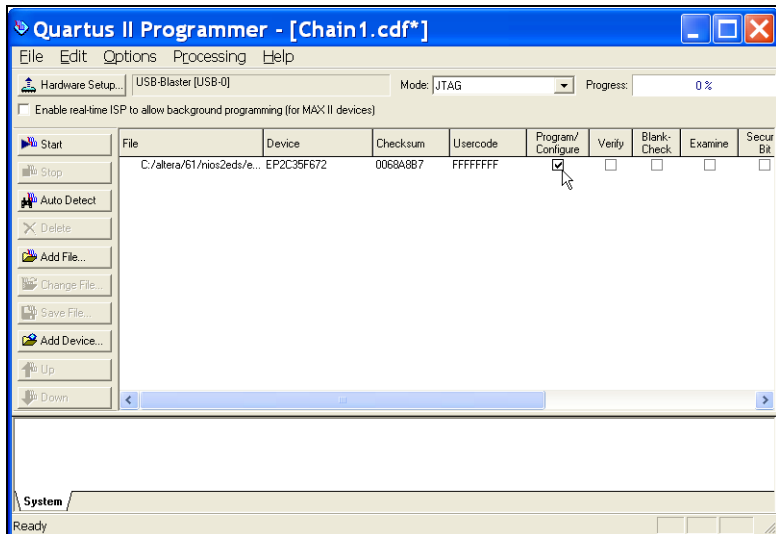 Quartus II Programmer - [Chain1.cdf*]
File Edit Options Processing Help
Hardware Setup... USB-Blaster [USB-0] Mode: JTAG Progress: 0 %
Enable real-time ISP to allow background programming (for MAX II devices)
Start
Stop
Auto Detect
Delete
Add File...
Change File...
Save File...
Add Device...
Up
Down
File Device Checksum Usercode Program/ Configure Verify Blank- Check Examine Secur Bit
C:/altera/61/nios2eds/e... EP2C35F672 0068A8B7 FFFFFFFF
System
Ready